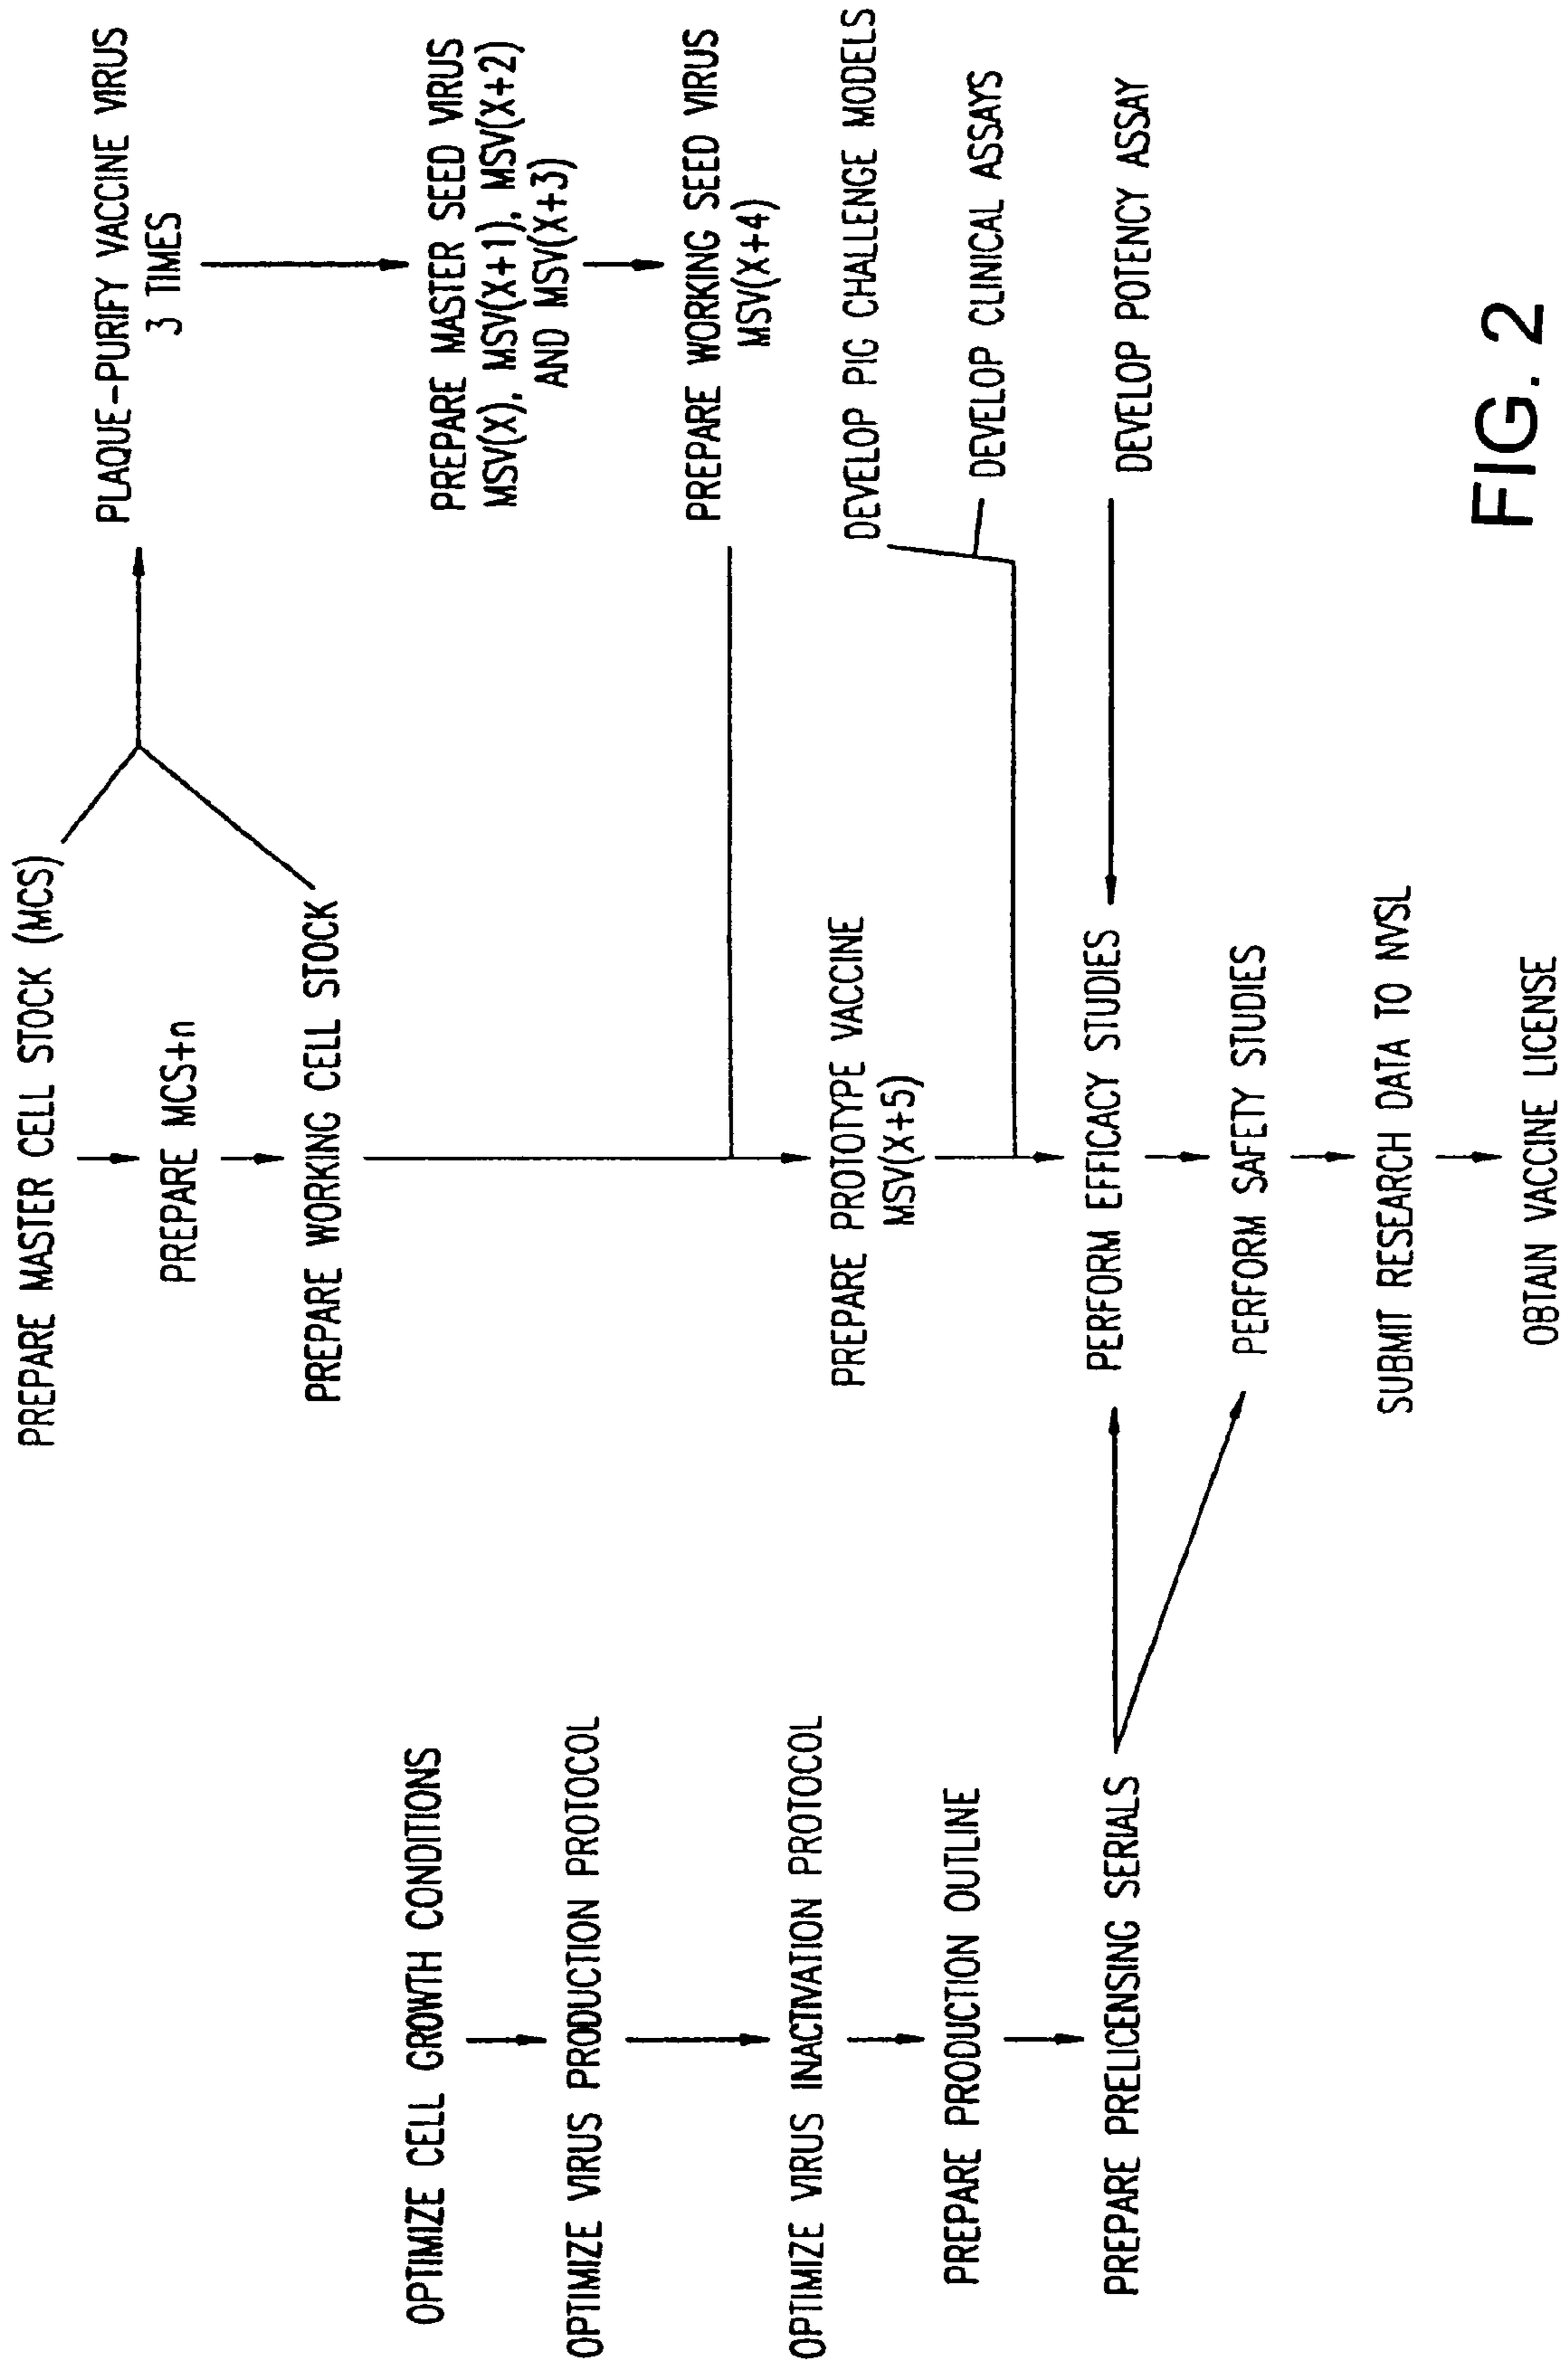 PREPARE MASTER CELL STOCK (MCS)
PREPARE MCS+n
PREPARE WORKING CELL STOCK
PLAQUE-PURIFY VACCINE VIRUS
3 TIMES
PREPARE MASTER SEED VIRUS
MSV(X), MSV(X+1), MSV(X+2)
AND MSV(X+3)
PREPARE WORKING SEED VIRUS
MSV(X+4)
OPTIMIZE CELL GROWTH CONDITIONS
OPTIMIZE VIRUS PRODUCTION PROTOCOL
OPTIMIZE VIRUS INACTIVATION PROTOCOL
PREPARE PRODUCTION OUTLINE
PREPARE PRELICENSING SERIALS
PREPARE PROTOTYPE VACCINE
MSV(X+5)
DEVELOP PIG CHALLENGE MODELS
DEVELOP CLINICAL ASSAYS
DEVELOP POTENCY ASSAY
PERFORM EFFICACY STUDIES
PERFORM SAFETY STUDIES
SUBMIT RESEARCH DATA TO NVSL
OBTAIN VACCINE LICENSE
FIG. 2